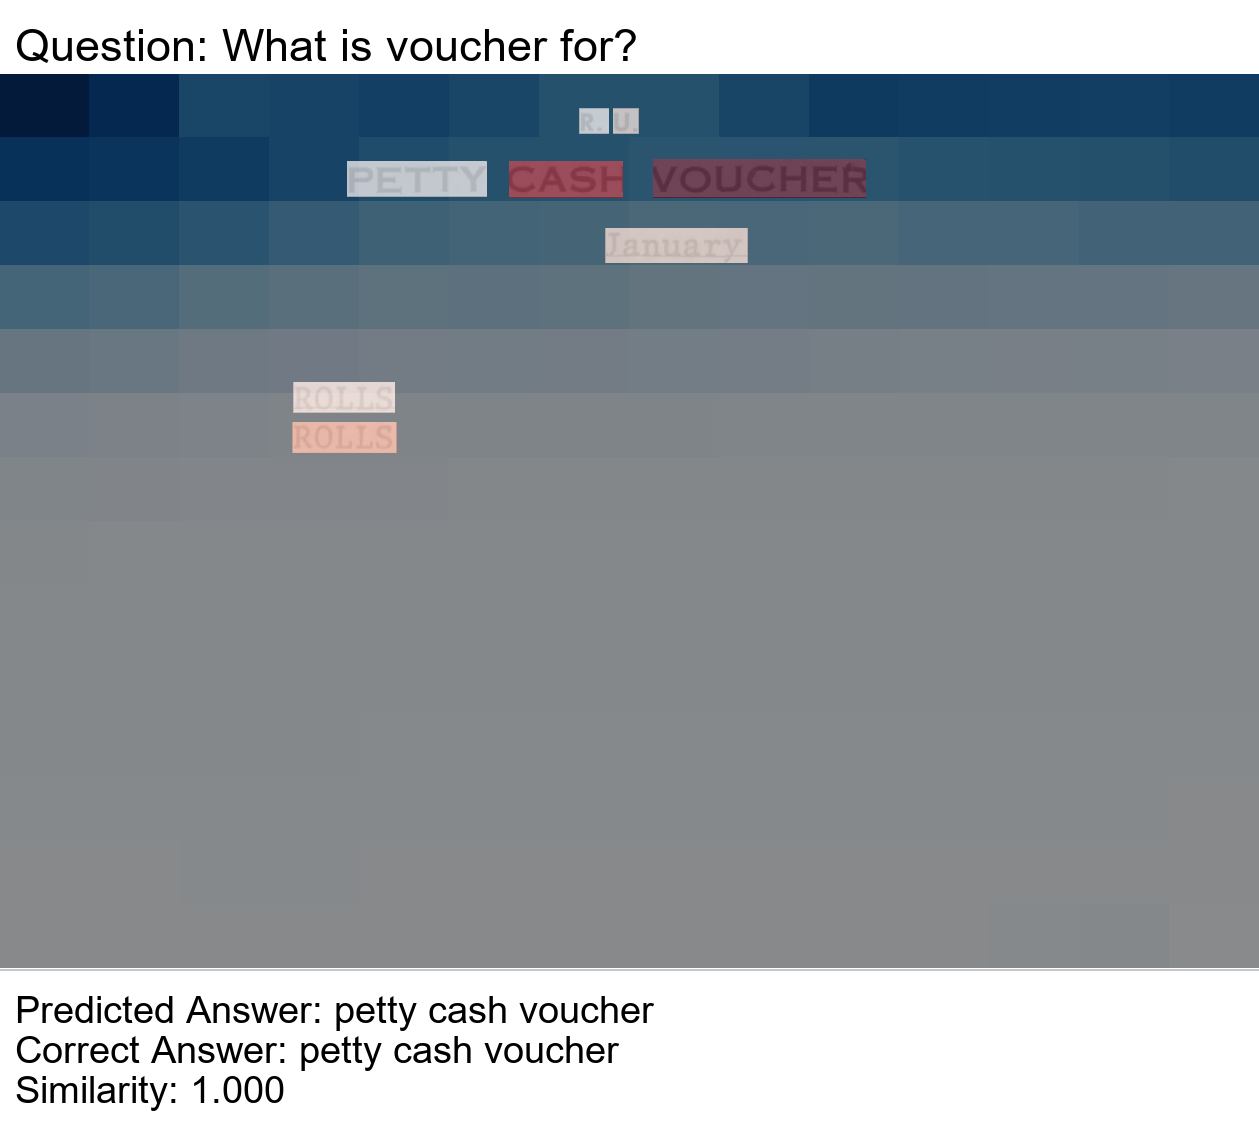 Question: What is voucher for?
R. U.
PETTY CASH VOUCHER
January
ROLLS
ROLLS
Predicted Answer: petty cash voucher
Correct Answer: petty cash voucher
Similarity: 1.000